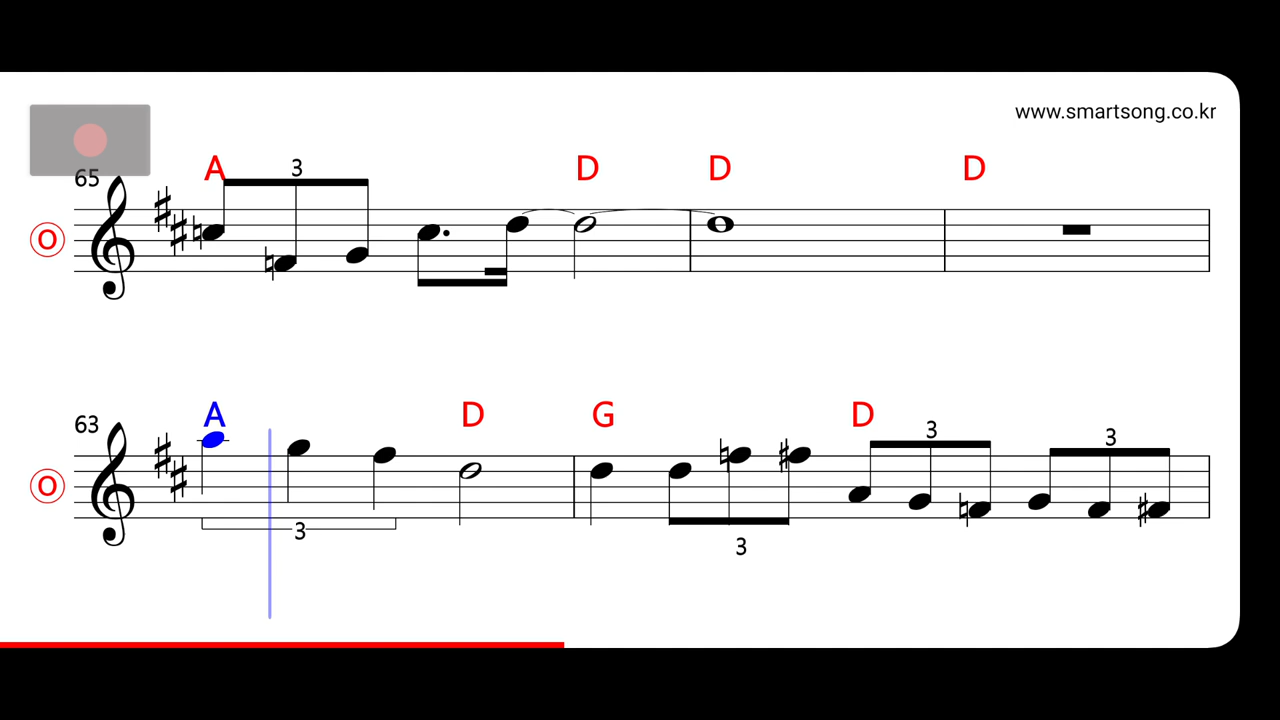 www.smartsong.co.kr
65 A 3 D D D
O
63 A D G D 3 3
O
3 3